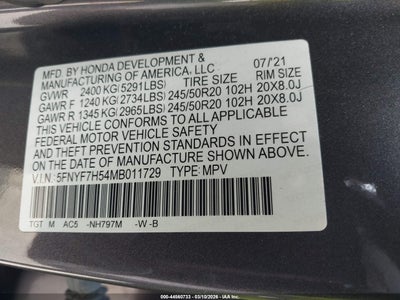 MFD. BY HONDA DEVELOPMENT & 07/'21
MANUFACTURING OF AMERICA, LLC
TIRE SIZE RIM SIZE
GVWR 2400 KG(5291LBS)
GAWR F 1240 KG(2734LBS) 245/50R20 102H 20X8.0J
GAWR R 1345 KG(2965LBS) 245/50R20 102H 20X8.0J
THIS VEHICLE CONFORMS TO ALL APPLICABLE
FEDERAL MOTOR VEHICLE SAFETY
AND THEFT PREVENTION STANDARDS IN EFFECT
ON THE DATE OF MANUFACTURE SHOWN ABOVE.
V.I.N.: 5FNYF7H54MB011729 TYPE: MPV
TGT M AC5 -NH797M -W -B
© 000-44560733 - 03/10/2026 - IAA Inc.